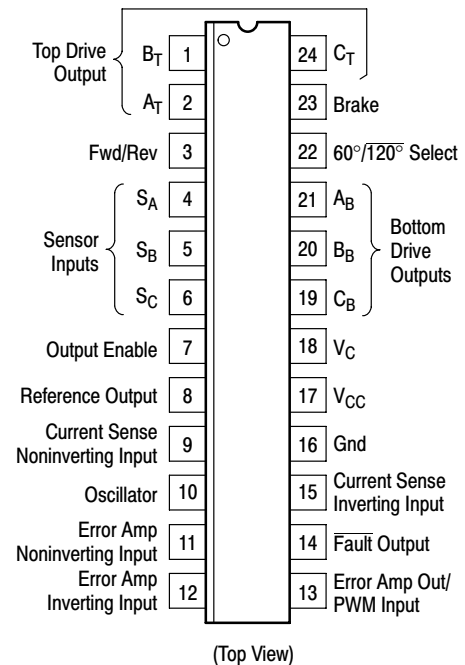 Top Drive
Output
B_T 1
A_T 2
Fwd/Rev 3
Sensor
Inputs
S_A 4
S_B 5
S_C 6
Output Enable 7
Reference Output 8
Current Sense
Noninverting Input 9
Oscillator 10
Error Amp
Noninverting Input 11
Error Amp
Inverting Input 12
24 C_T
23 Brake
22 60°/1̅2̅0̅°̅ Select
21 A_B
20 B_B
19 C_B
Bottom
Drive
Outputs
18 V_C
17 V_CC
16 Gnd
15 Current Sense
Inverting Input
14 F̅a̅u̅l̅t̅ Output
13 Error Amp Out/
PWM Input
(Top View)